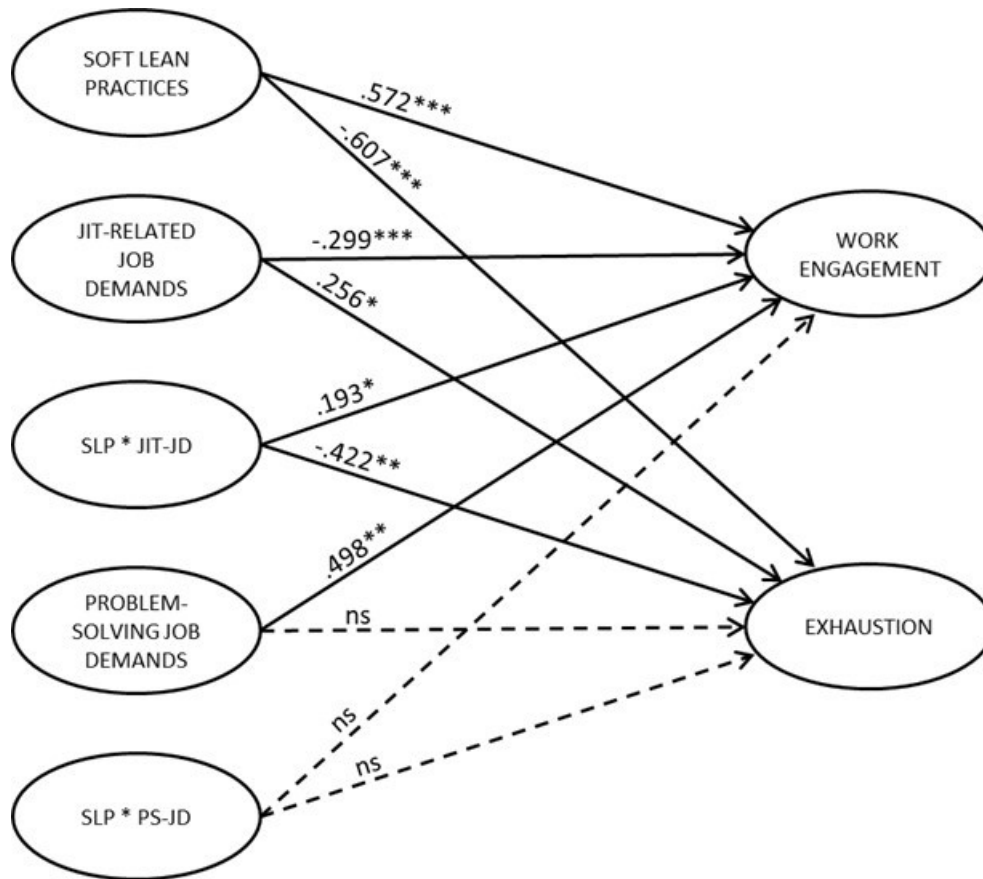 SOFT LEAN
PRACTICES
.572***
-.607***
JIT-RELATED
JOB
DEMANDS
-.299***
.256*
WORK
ENGAGEMENT
SLP * JIT-JD
.193*
-.422**
PROBLEM-
SOLVING JOB
DEMANDS
.498**
ns
EXHAUSTION
SLP * PS-JD
ns
ns